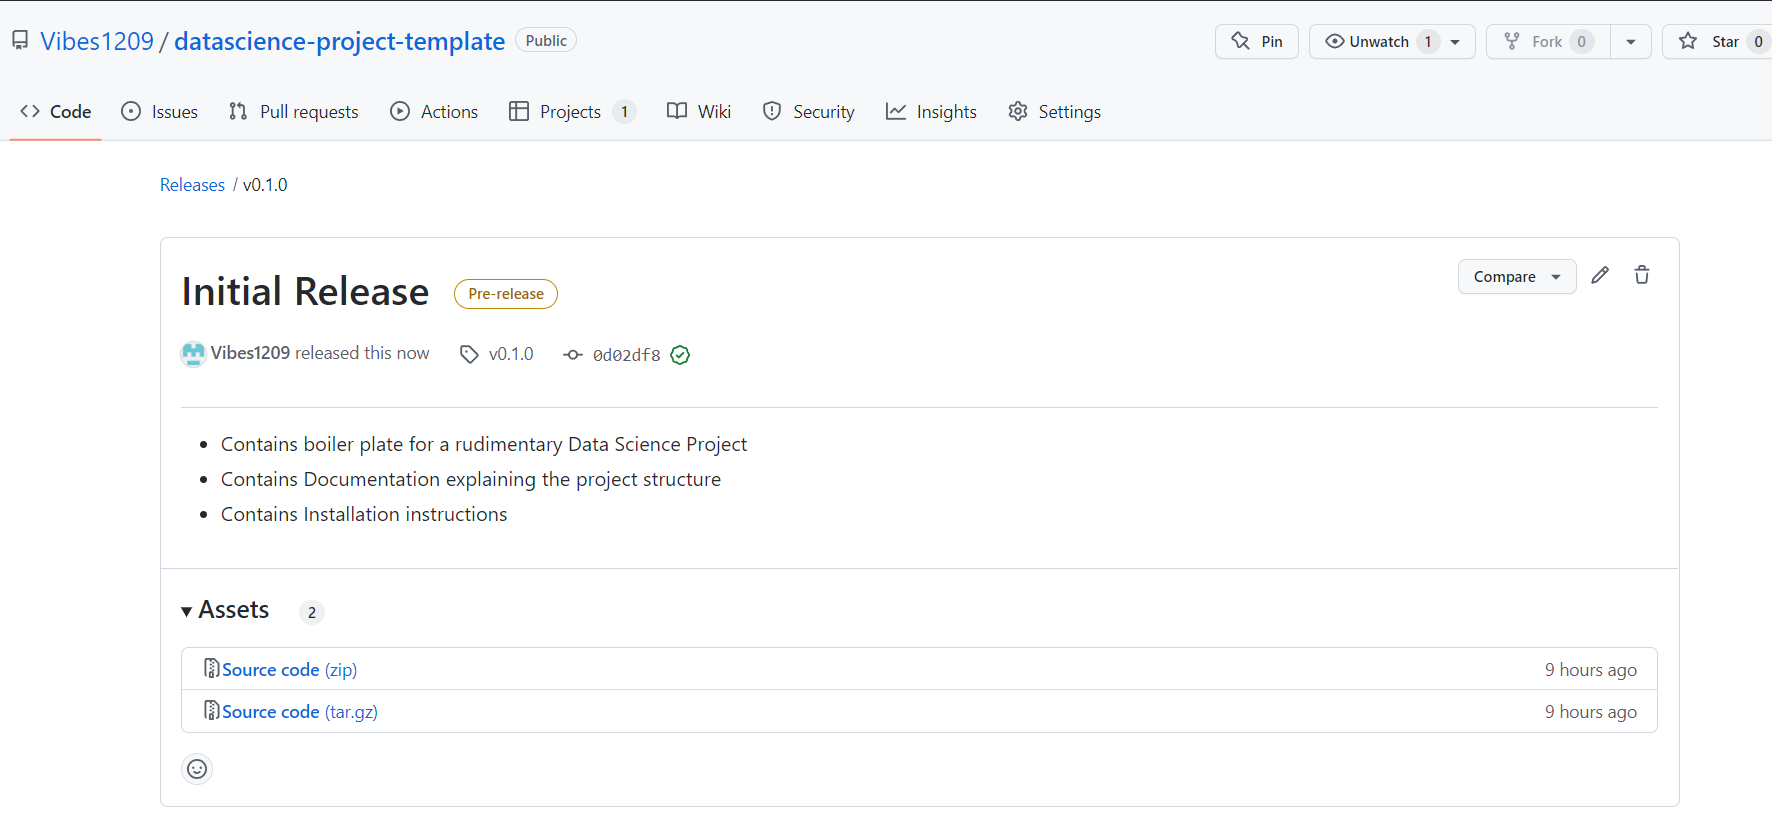 Vibes1209 / datascience-project-template Public Pin Unwatch 1 Fork 0 Star 0
Code Issues Pull requests Actions Projects 1 Wiki Security Insights Settings
Releases / v0.1.0
Initial Release Pre-release Compare
Vibes1209 released this now v0.1.0 0d02df8
Contains boiler plate for a rudimentary Data Science Project
Contains Documentation explaining the project structure
Contains Installation instructions
Assets 2
Source code (zip) 9 hours ago
Source code (tar.gz) 9 hours ago